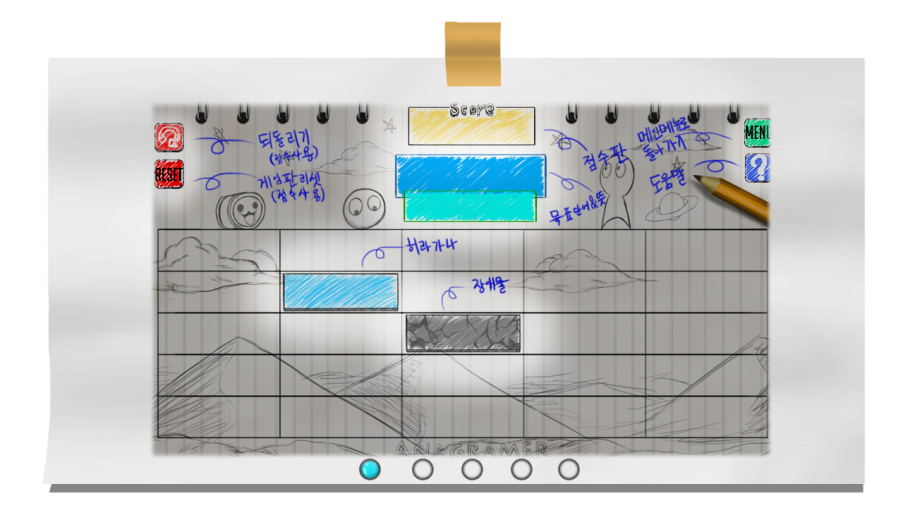 Score
되돌리기
(점수사용)
RESET
게임판리셋
(점수사용)
점수판
목표단어&뜻
메인메뉴로
돌아가기
MENU
도움말
?
히라가나
장애물
ANAGRAMER